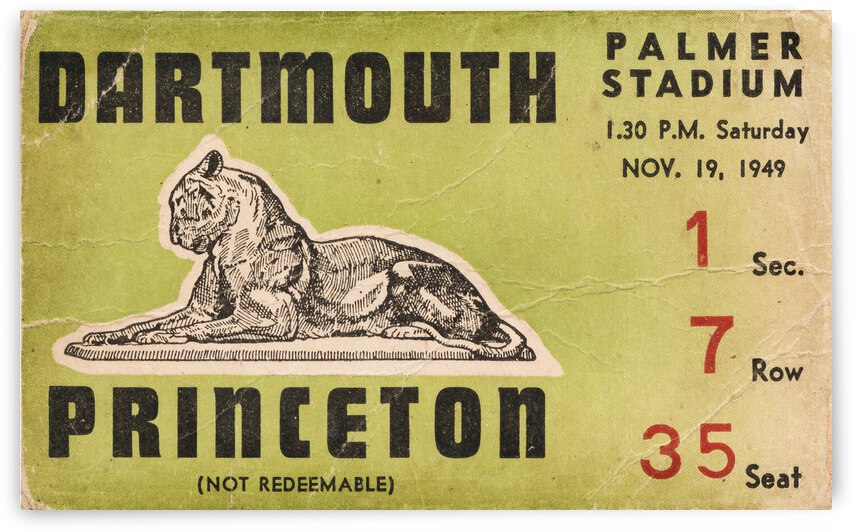 DARTMOUTH
PRINCETON
(NOT REDEEMABLE)
PALMER
STADIUM
1.30 P.M. Saturday
NOV. 19, 1949
1 Sec.
7 Row
35 Seat